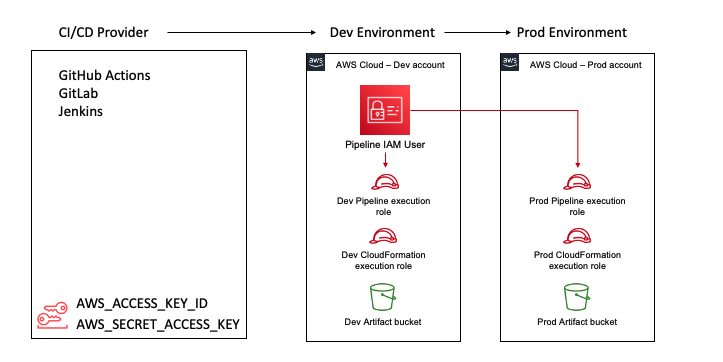 CI/CD Provider
Dev Environment
Prod Environment
GitHub Actions
GitLab
Jenkins
AWS_ACCESS_KEY_ID
AWS_SECRET_ACCESS_KEY
aws
AWS Cloud – Dev account
Pipeline IAM User
Dev Pipeline execution
role
Dev CloudFormation
execution role
Dev Artifact bucket
aws
AWS Cloud – Prod account
Prod Pipeline execution
role
Prod CloudFormation
execution role
Prod Artifact bucket